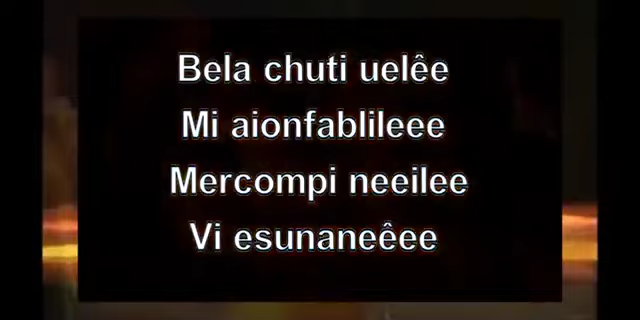 Bela chuti uelêe
Mi aionfablileee
Mercompi neeilee
Vi esunaneêee